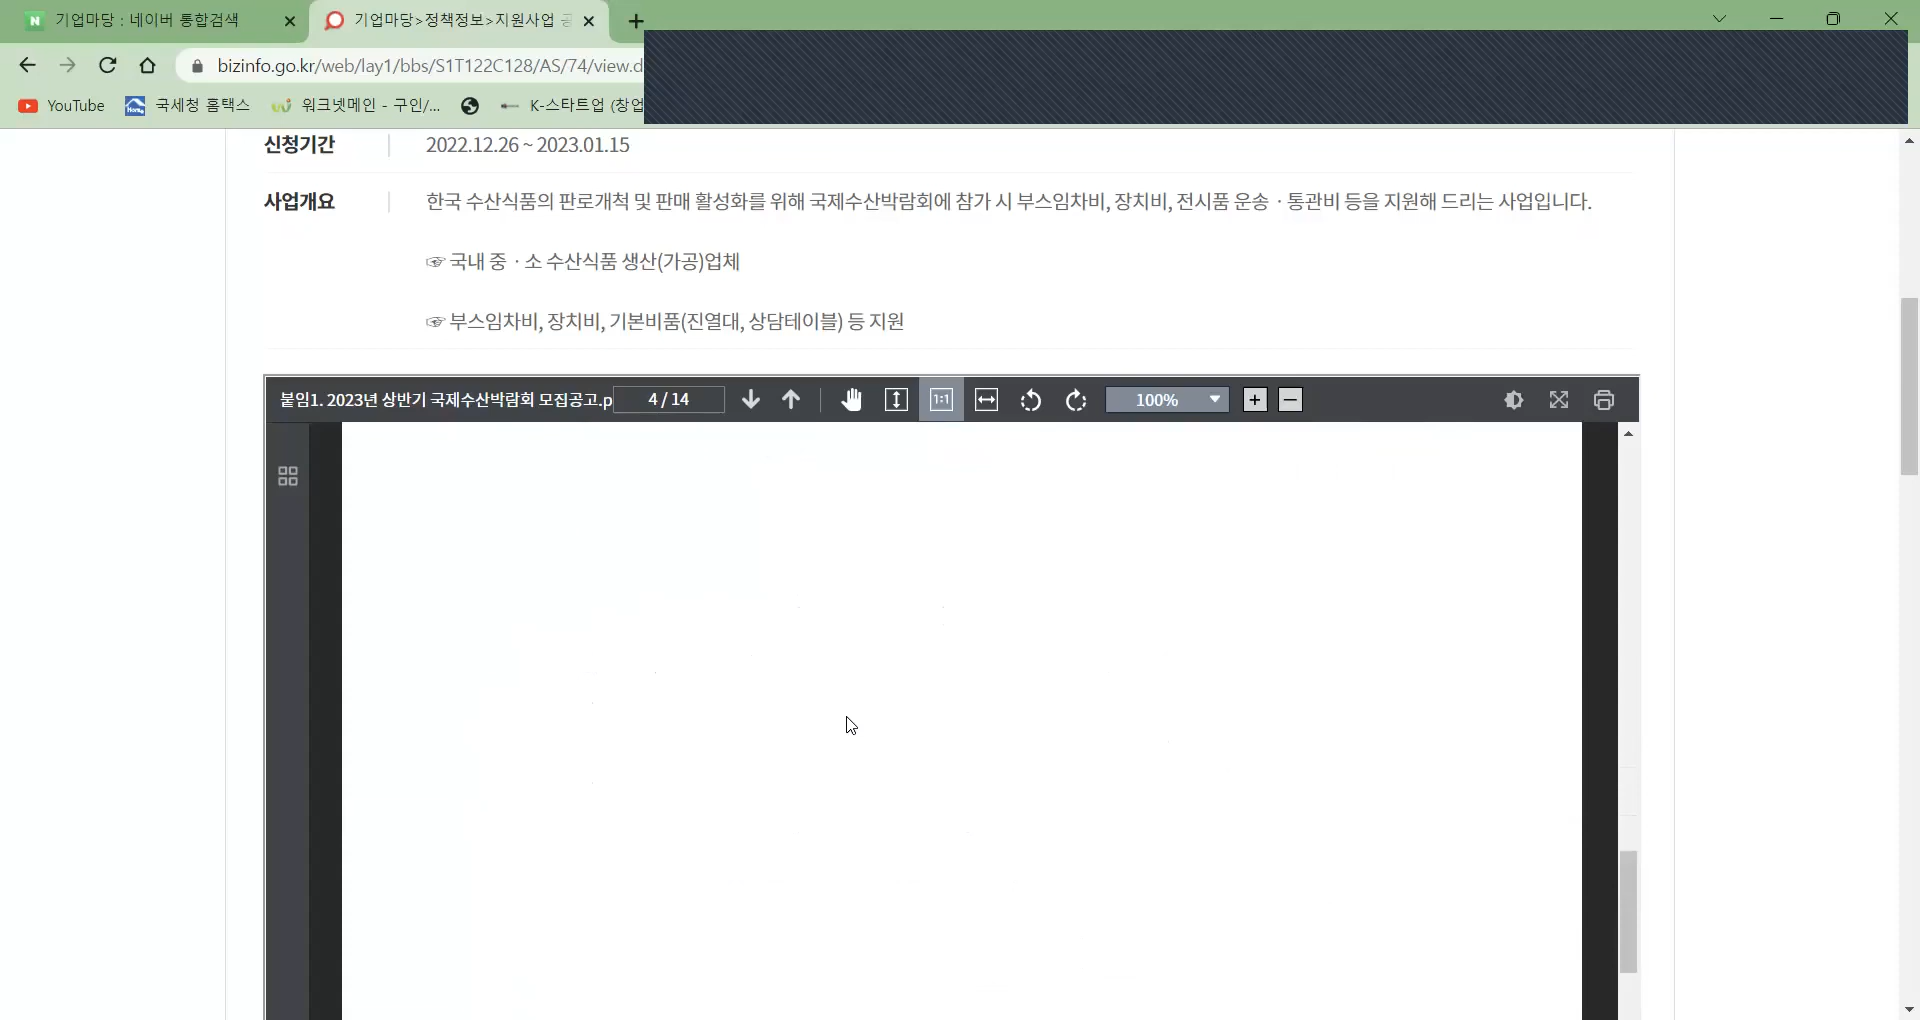 기업마당 : 네이버 통합검색
기업마당>정책정보>지원사업 공
bizinfo.go.kr/web/lay1/bbs/S1T122C128/AS/74/view.d
YouTube 국세청 홈택스 워크넷메인 - 구인/... K-스타트업 (창업
신청기간 2022.12.26 ~ 2023.01.15
사업개요 한국 수산식품의 판로개척 및 판매 활성화를 위해 국제수산박람회에 참가 시 부스임차비, 장치비, 전시품 운송ㆍ통관비 등을 지원해 드리는 사업입니다.
☞ 국내 중ㆍ소 수산식품 생산(가공)업체
☞ 부스임차비, 장치비, 기본비품(진열대, 상담테이블) 등 지원
붙임1. 2023년 상반기 국제수산박람회 모집공고.p 4 / 14 1:1 100%